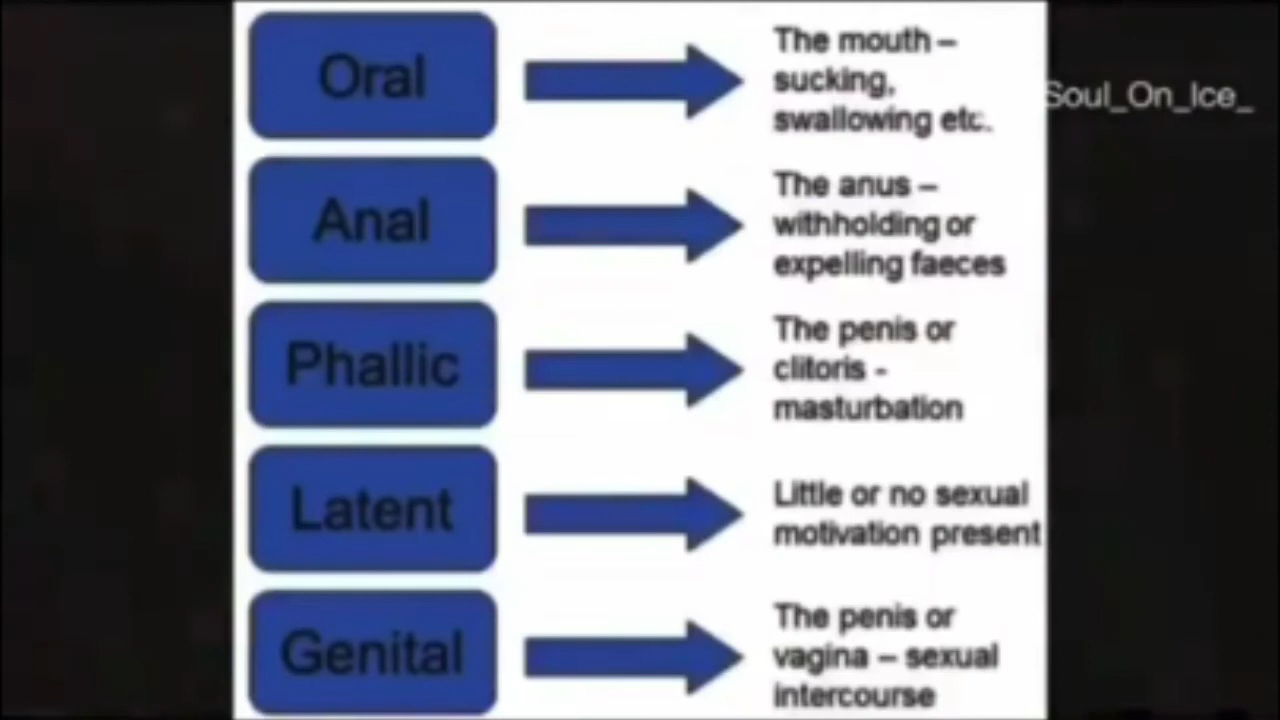 Oral
The mouth –
sucking,
swallowing etc.
Soul_On_Ice_
Anal
The anus –
withholding or
expelling faeces
Phallic
The penis or
clitoris -
masturbation
Latent
Little or no sexual
motivation present
Genital
The penis or
vagina – sexual
intercourse